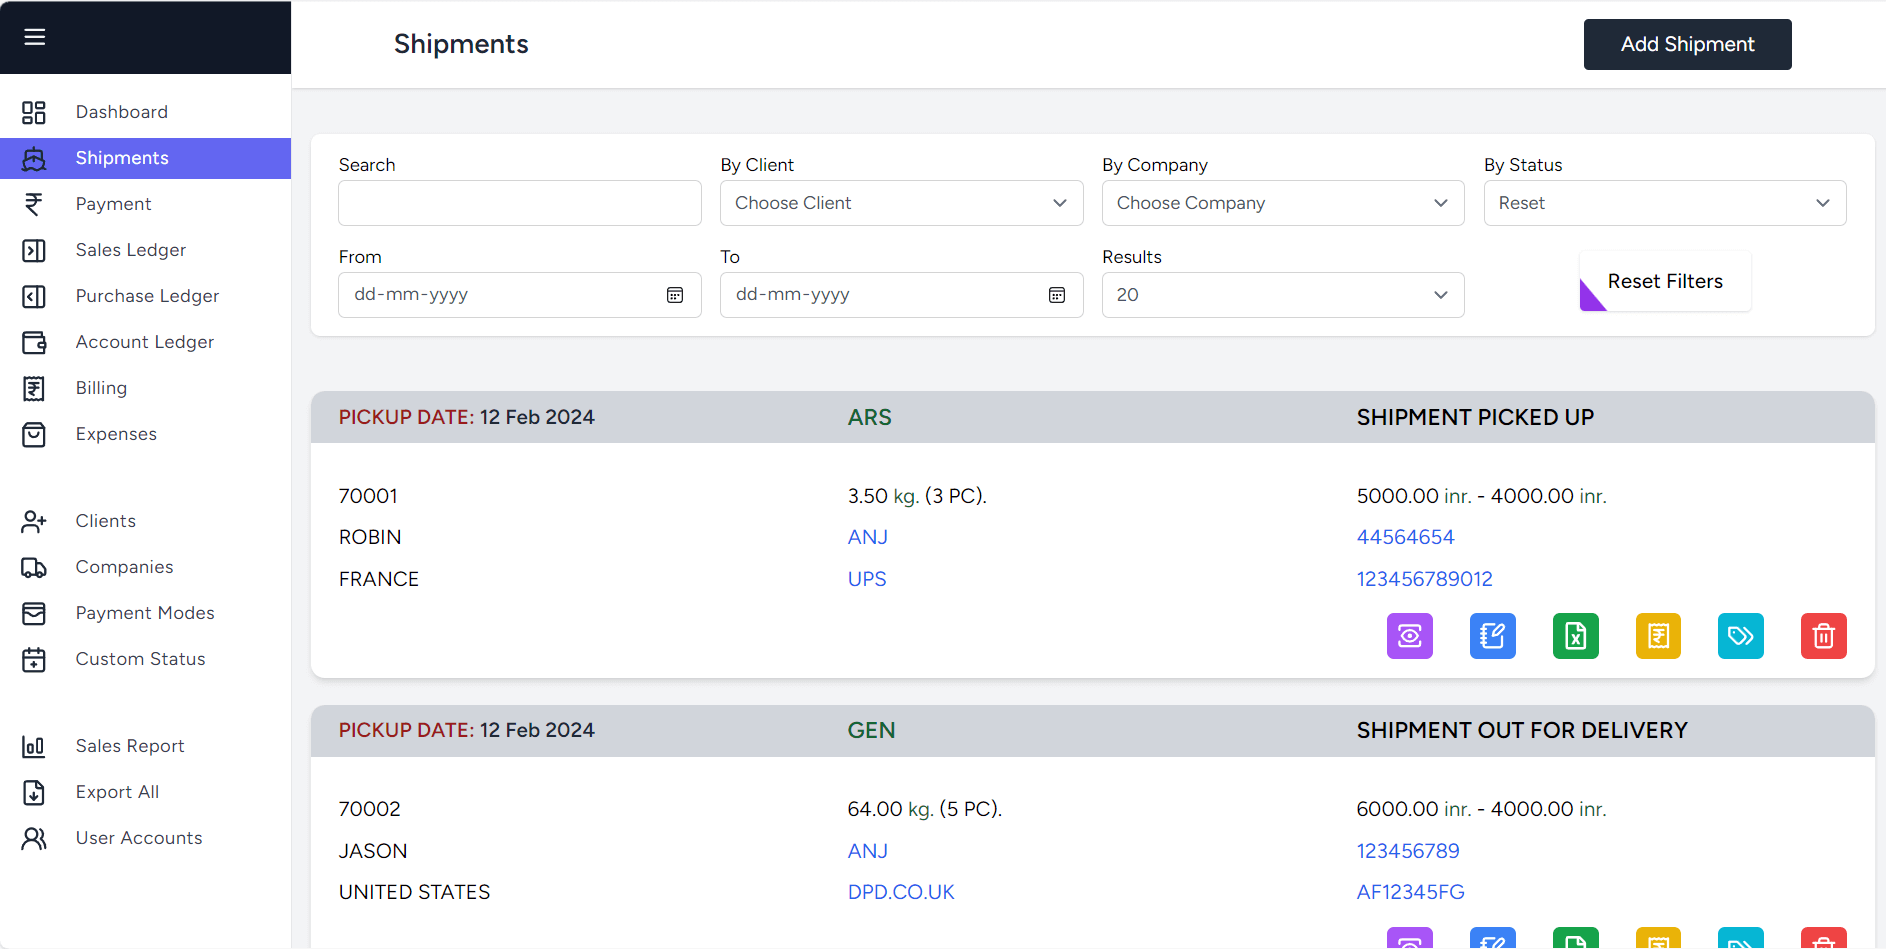 Shipments
Add Shipment
Dashboard
Shipments
Payment
Sales Ledger
Purchase Ledger
Account Ledger
Billing
Expenses
Clients
Companies
Payment Modes
Custom Status
Sales Report
Export All
User Accounts
Search
By Client
By Company
By Status
Choose Client
Choose Company
Reset
From
To
Results
dd-mm-yyyy
dd-mm-yyyy
20
Reset Filters
PICKUP DATE: 12 Feb 2024
ARS
SHIPMENT PICKED UP
70001
3.50 kg. (3 PC).
5000.00 inr. - 4000.00 inr.
ROBIN
ANJ
44564654
FRANCE
UPS
123456789012
PICKUP DATE: 12 Feb 2024
GEN
SHIPMENT OUT FOR DELIVERY
70002
64.00 kg. (5 PC).
6000.00 inr. - 4000.00 inr.
JASON
ANJ
123456789
UNITED STATES
DPD.CO.UK
AF12345FG